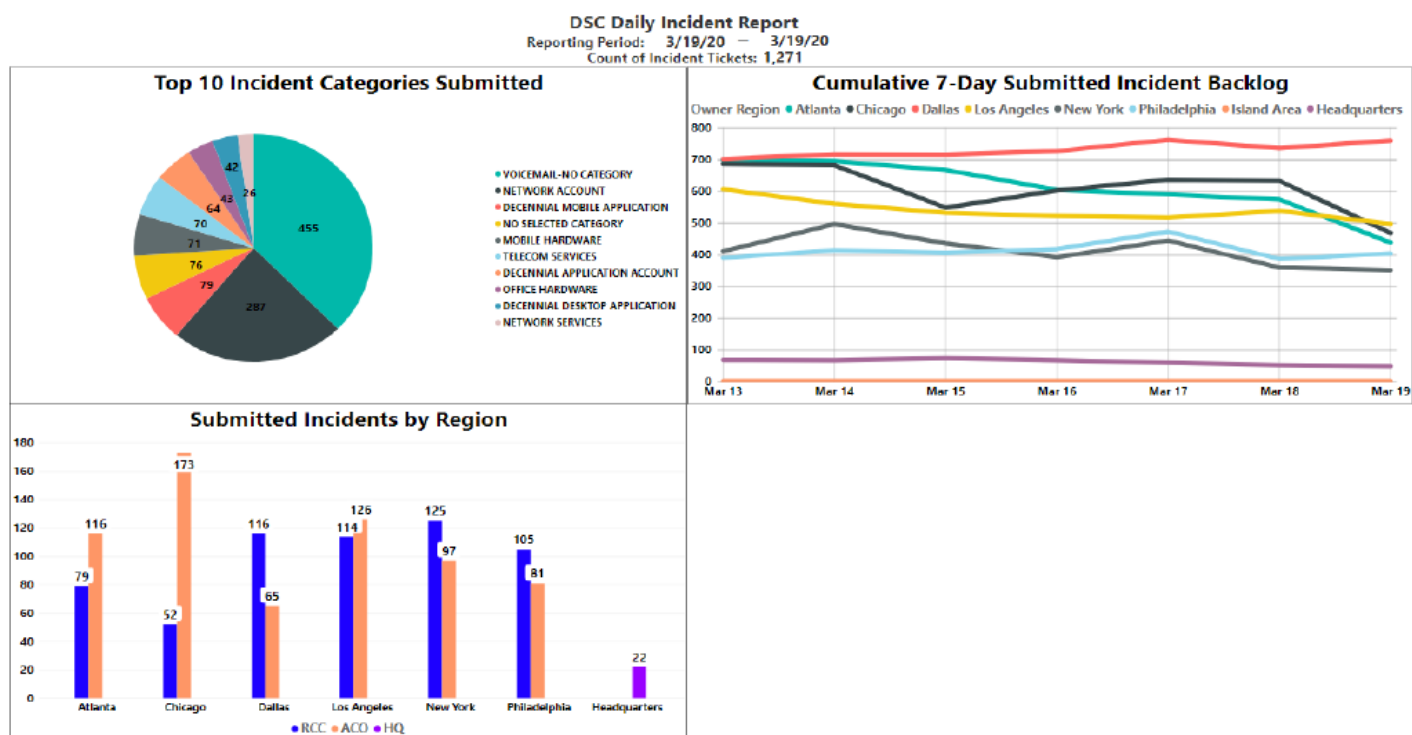 DSC Daily Incident Report
Reporting Period: 3/19/20 — 3/19/20
Count of Incident Tickets: 1,271
Top 10 Incident Categories Submitted
455
287
79
76
71
70
64
43
42
26
VOICEMAIL-NO CATEGORY
NETWORK ACCOUNT
DECENNIAL MOBILE APPLICATION
NO SELECTED CATEGORY
MOBILE HARDWARE
TELECOM SERVICES
DECENNIAL APPLICATION ACCOUNT
OFFICE HARDWARE
DECENNIAL DESKTOP APPLICATION
NETWORK SERVICES
Cumulative 7-Day Submitted Incident Backlog
Owner Region Atlanta Chicago Dallas Los Angeles New York Philadelphia Island Area Headquarters
800
700
600
500
400
300
200
100
0
Mar 13 Mar 14 Mar 15 Mar 16 Mar 17 Mar 18 Mar 19
Submitted Incidents by Region
180
160
140
120
100
80
60
40
20
0
79 116
52 173
116 65
114 126
125 97
105 81
22
Atlanta Chicago Dallas Los Angeles New York Philadelphia Headquarters
RCC ACO HQ